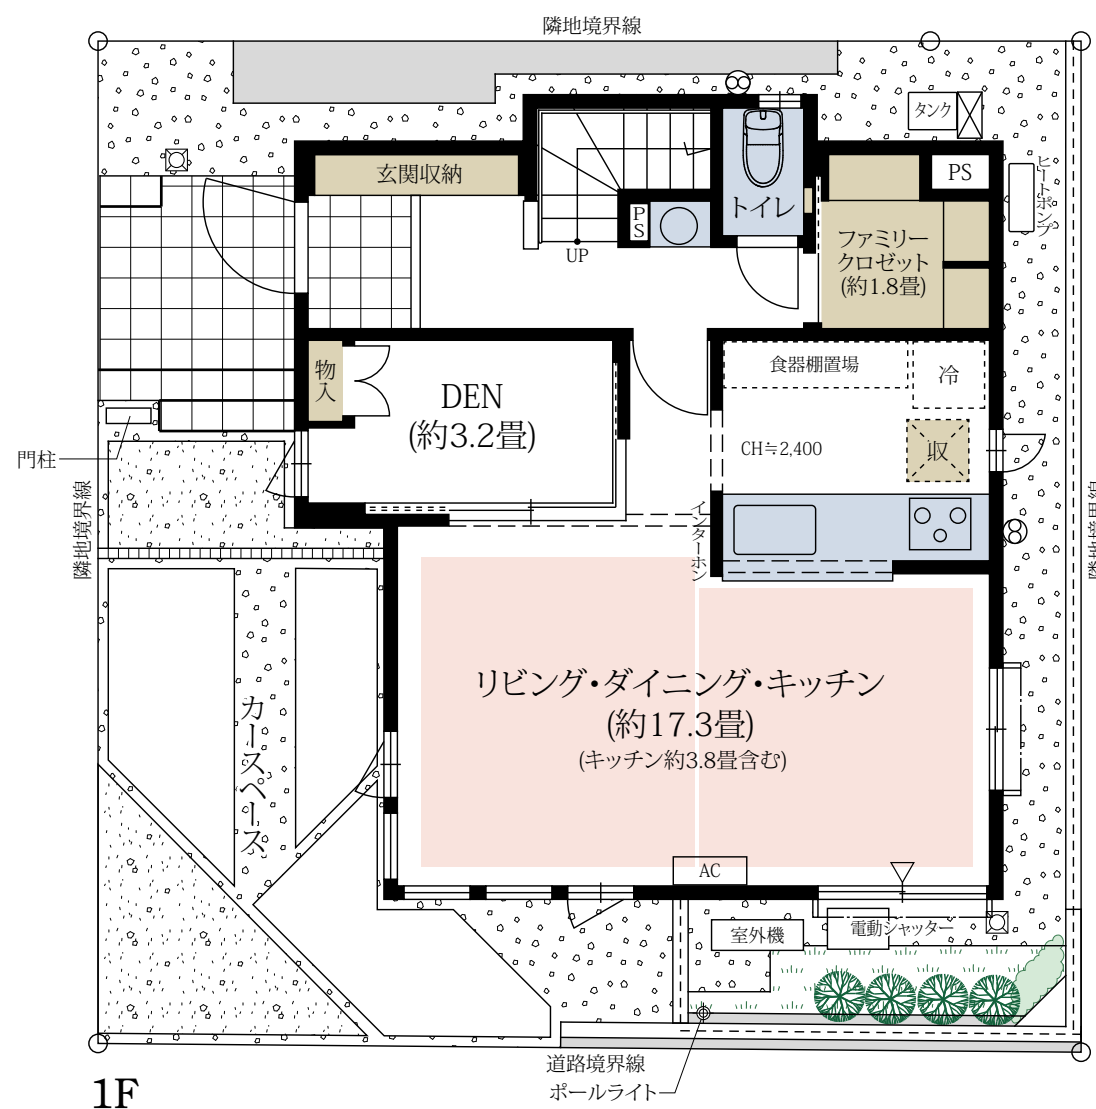 隣地境界線
タンク
玄関収納
PS
ヒートポンプ
トイレ
PS
ファミリー
クロゼット
(約1.8畳)
UP
物入
DEN
(約3.2畳)
食器棚置場
冷
CH≒2,400
収
門柱
隣地境界線
インターホン
隣地境界線
リビング・ダイニング・キッチン
(約17.3畳)
(キッチン約3.8畳含む)
カースペース
AC
室外機
電動シャッター
道路境界線
ポールライト
1F